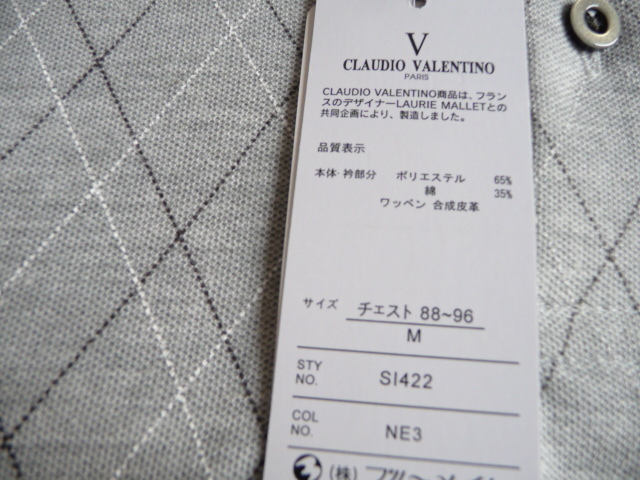 V
CLAUDIO VALENTINO
PARIS
CLAUDIO VALENTINO商品は、フラン
スのデザイナーLAURIE MALLETとの
共同企画により、製造しました。
品質表示
本体·衿部分 ポリエステル 65%
綿 35%
ワッペン 合成皮革
サイズ チェスト 88~96
M
STY NO. SI422
COL NO. NE3
(株)